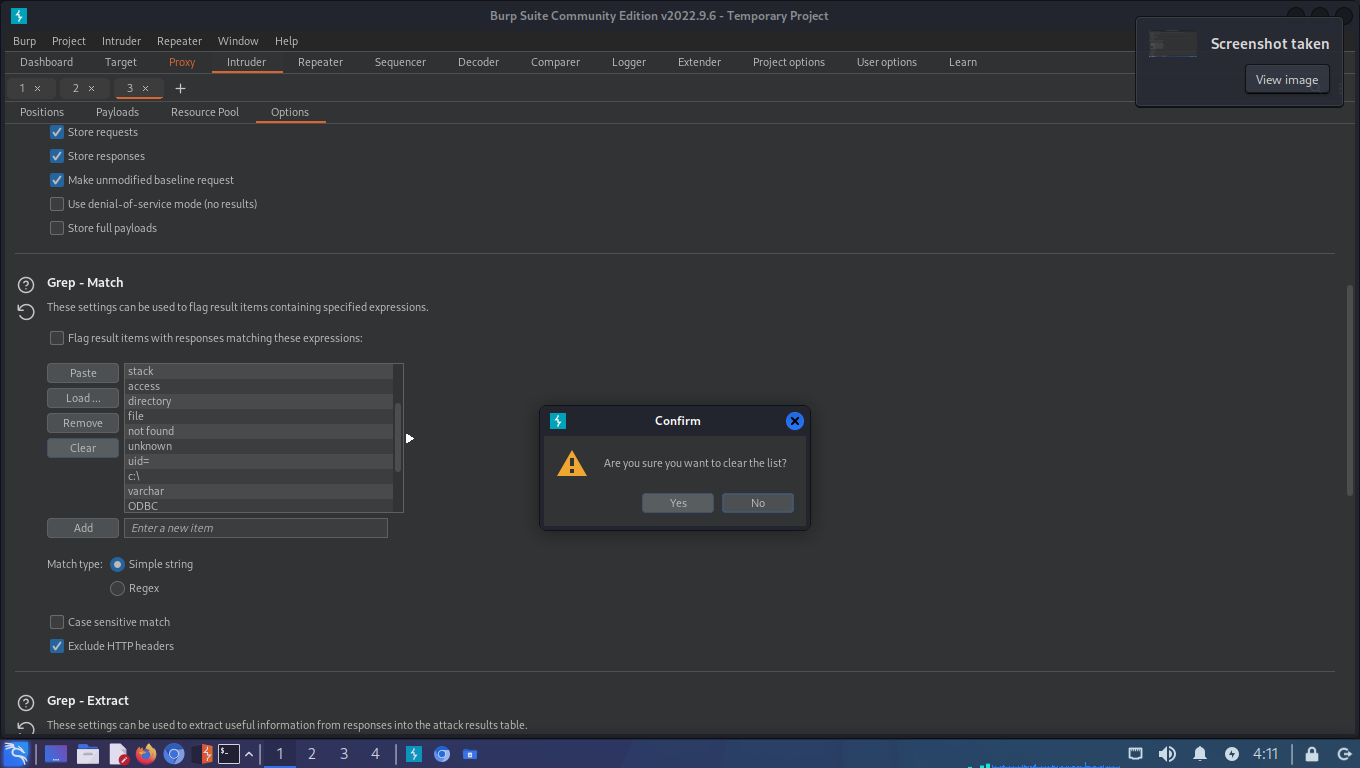 Burp Suite Community Edition v2022.9.6 - Temporary Project
Burp Project Intruder Repeater Window Help
Screenshot taken
View image
Dashboard Target Proxy Intruder Repeater Sequencer Decoder Comparer Logger Extender Project options User options Learn
1 × 2 × 3 × +
Positions Payloads Resource Pool Options
Store requests
Store responses
Make unmodified baseline request
Use denial-of-service mode (no results)
Store full payloads
? Grep - Match
These settings can be used to flag result items containing specified expressions.
Flag result items with responses matching these expressions:
Paste
Load ...
Remove
Clear
stack
access
directory
file
not found
unknown
uid=
c:\
varchar
ODBC
Add Enter a new item
Match type: Simple string
Regex
Case sensitive match
Exclude HTTP headers
? Grep - Extract
These settings can be used to extract useful information from responses into the attack results table.
Confirm
Are you sure you want to clear the list?
Yes No
$_ 1 2 3 4 4:11